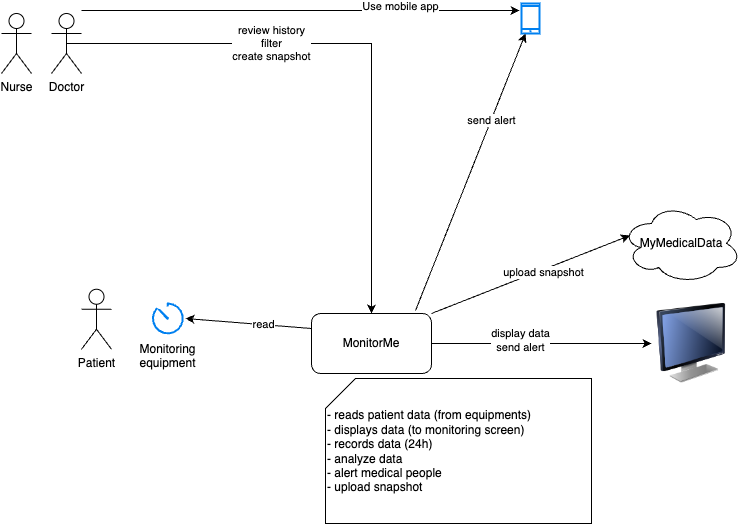 Use mobile app
review history
filter
create snapshot
Nurse
Doctor
send alert
MyMedicalData
upload snapshot
read
MonitorMe
display data
send alert
Monitoring
equipment
Patient
- reads patient data (from equipments)
- displays data (to monitoring screen)
- records data (24h)
- analyze data
- alert medical people
- upload snapshot